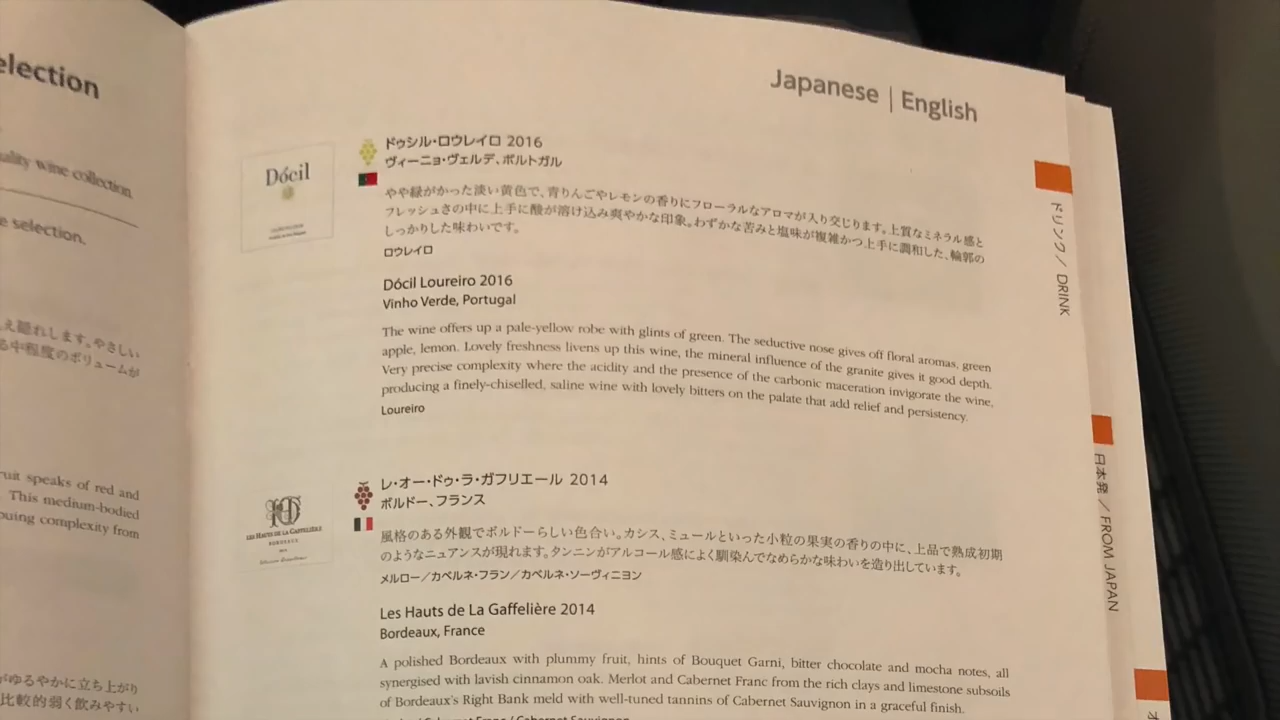 election
ality wine collection.
e selection.
え隠れします。やさしい
る中程度のボリュームが
ruit speaks of red and
This medium-bodied
guing complexity from
がゆるやかに立ち上がり
比較的弱く飲みやすい
Japanese | English
Dócil
ドゥシル・ロウレイロ 2016
ヴィーニョ・ヴェルデ、ポルトガル
やや緑がかった淡い黄色で、青りんごやレモンの香りにフローラルなアロマが入り交じります。上質なミネラル感と
フレッシュさの中に上手に酸が溶け込み爽やかな印象。わずかな苦みと塩味が複雑かつ上手に調和した、輪郭の
しっかりした味わいです。
ロウレイロ
Dócil Loureiro 2016
Vinho Verde, Portugal
The wine offers up a pale-yellow robe with glints of green. The seductive nose gives off floral aromas, green
apple, lemon. Lovely freshness livens up this wine, the mineral influence of the granite gives it good depth.
Very precise complexity where the acidity and the presence of the carbonic maceration invigorate the wine,
producing a finely-chiselled, saline wine with lovely bitters on the palate that add relief and persistency.
Loureiro
LES HAUTS DE LA GAFFELIÈRE
BORDEAUX
レ・オー・ドゥ・ラ・ガフリエール 2014
ボルドー、フランス
風格のある外観でボルドーらしい色合い。カシス、ミュールといった小粒の果実の香りの中に、上品で熟成初期
のようなニュアンスが現れます。タンニンがアルコール感によく馴染んでなめらかな味わいを造り出しています。
メルロー／カベルネ・フラン／カベルネ・ソーヴィニヨン
Les Hauts de La Gaffelière 2014
Bordeaux, France
A polished Bordeaux with plummy fruit, hints of Bouquet Garni, bitter chocolate and mocha notes, all
synergised with lavish cinnamon oak. Merlot and Cabernet Franc from the rich clays and limestone subsoils
of Bordeaux's Right Bank meld with well-tuned tannins of Cabernet Sauvignon in a graceful finish.
Cabernet Franc / Cabernet Sauvignon
ドリンク / DRINK
日本発 / FROM JAPAN